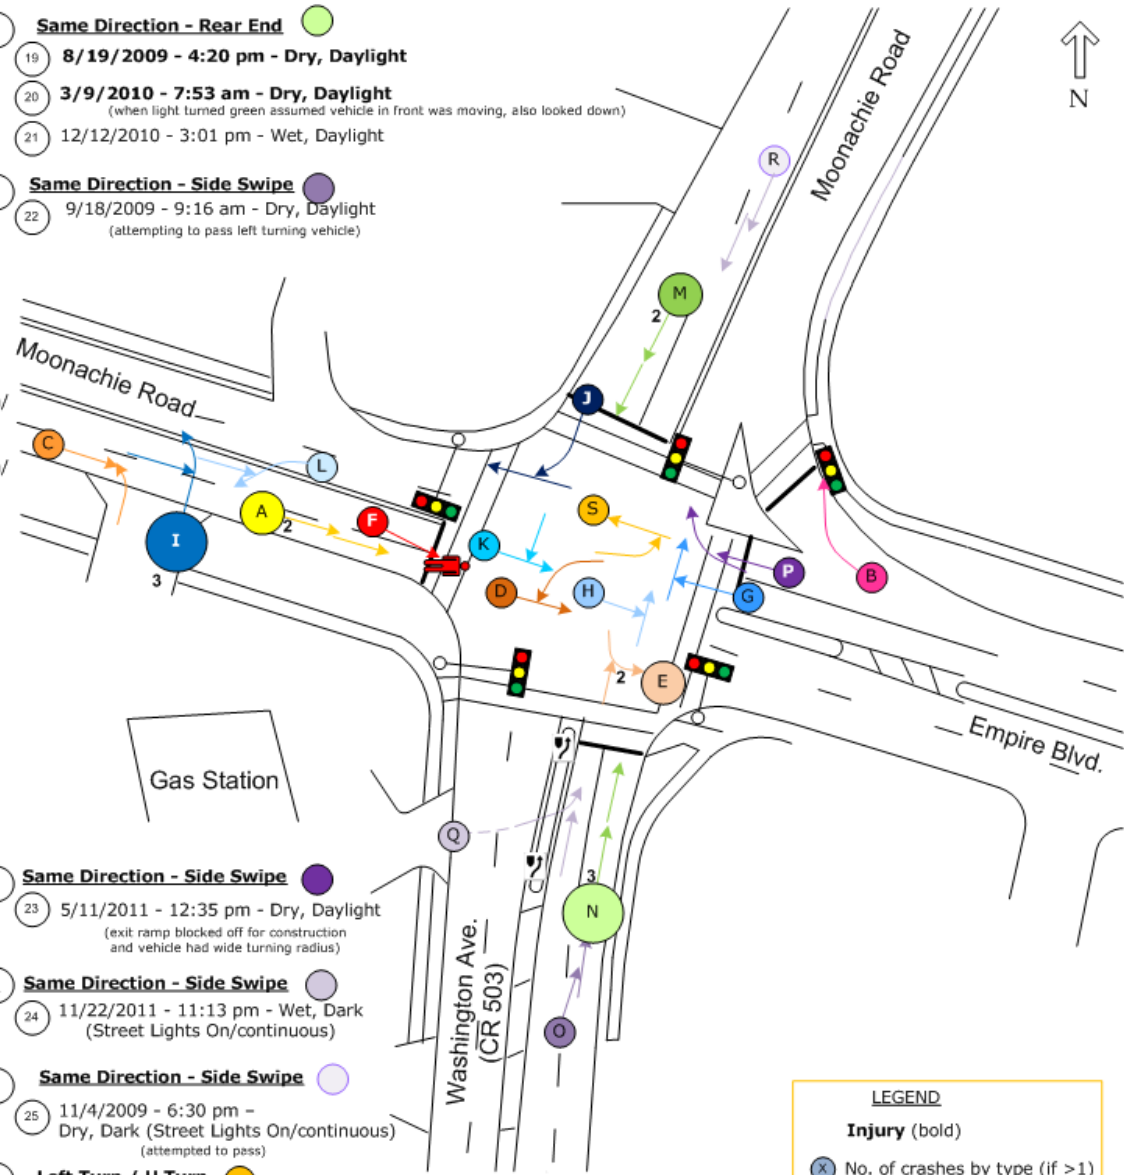 Same Direction - Rear End
19 8/19/2009 - 4:20 pm - Dry, Daylight
20 3/9/2010 - 7:53 am - Dry, Daylight
(when light turned green assumed vehicle in front was moving, also looked down)
21 12/12/2010 - 3:01 pm - Wet, Daylight
Same Direction - Side Swipe
22 9/18/2009 - 9:16 am - Dry, Daylight
(attempting to pass left turning vehicle)
N
Moonachie Road
R
M
2
Moonachie Road
J
C
L
A
2
F
S
K
I
3
D
H
P
G
B
2
E
Empire Blvd.
Gas Station
Q
3
N
O
Washington Ave.
(CR 503)
Same Direction - Side Swipe
23 5/11/2011 - 12:35 pm - Dry, Daylight
(exit ramp blocked off for construction
and vehicle had wide turning radius)
Same Direction - Side Swipe
24 11/22/2011 - 11:13 pm - Wet, Dark
(Street Lights On/continuous)
Same Direction - Side Swipe
25 11/4/2009 - 6:30 pm –
Dry, Dark (Street Lights On/continuous)
(attempted to pass)
Left Turn / U Turn
LEGEND
Injury (bold)
X No. of crashes by type (if >1)